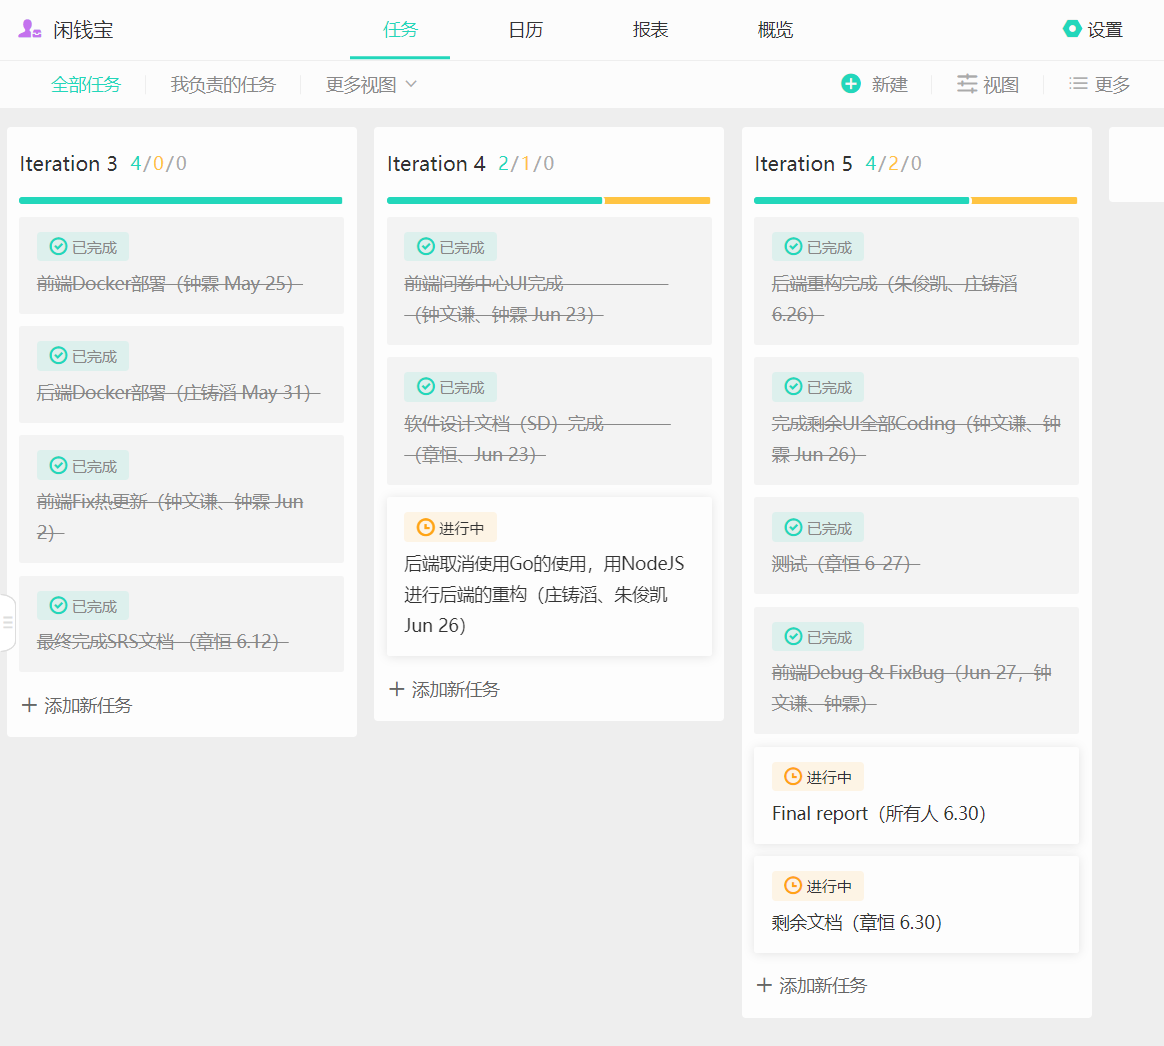 闲钱宝
任务
日历
报表
概览
设置
全部任务
我负责的任务
更多视图
新建
视图
更多
Iteration 3 4/0/0
已完成
前端Docker部署（钟霖 May 25）
已完成
后端Docker部署（庄铸滔 May 31）
已完成
前端Fix热更新（钟文谦、钟霖 Jun
2）
已完成
最终完成SRS文档 （章恒 6.12）
添加新任务
Iteration 4 2/1/0
已完成
前端问卷中心UI完成
（钟文谦、钟霖 Jun 23）
已完成
软件设计文档（SD）完成
（章恒、Jun 23）
进行中
后端取消使用Go的使用，用NodeJS
进行后端的重构（庄铸滔、朱俊凯
Jun 26）
添加新任务
Iteration 5 4/2/0
已完成
后端重构完成（朱俊凯、庄铸滔
6.26）
已完成
完成剩余UI全部Coding（钟文谦、钟
霖 Jun 26）
已完成
测试（章恒 6-27）
已完成
前端Debug & FixBug（Jun 27，钟
文谦、钟霖）
进行中
Final report（所有人 6.30）
进行中
剩余文档（章恒 6.30）
添加新任务